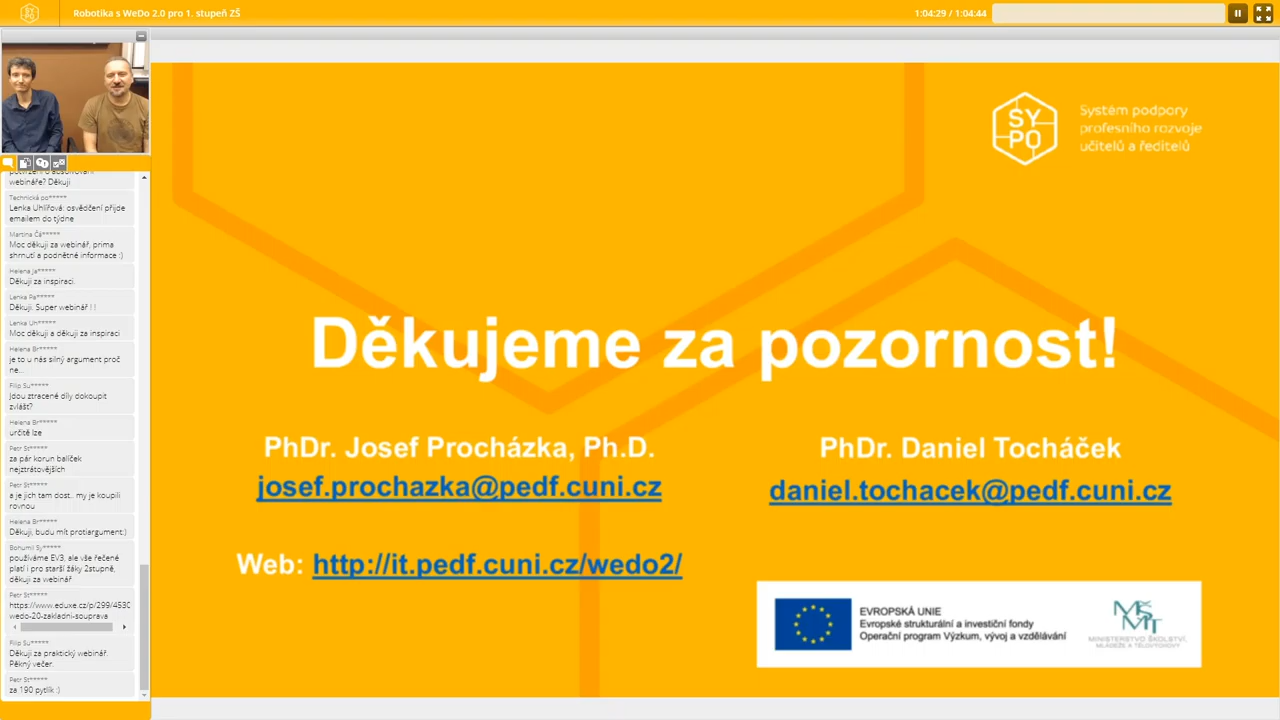 Robotika s WeDo 2.0 pro 1. stupeň ZŠ
1:04:29 / 1:04:44
webináře? Děkuji
Technická po*****
Lenka Uhlířová: osvědčení přijde
emailem do týdne
Martina Čá*****
Moc děkuji za webinář, prima
shrnutí a podnětné informace :)
Helena Ja*****
Děkuji za inspiraci.
Lenka Pa*****
Děkuji. Super webinář ! !
Lenka Uh*****
Moc děkuji a děkuji za inspiraci
Helena Br*****
je to u nás silný argument proč
ne...
Filip Su*****
Jdou ztracené díly dokoupit
zvlášť?
Helena Br*****
určitě lze
Petr St*****
za pár korun balíček
nejztrátovějších
Petr St*****
a je jich tam dost.. my je koupili
rovnou
Helena Br*****
Děkuji, budu mít protiargument:)
Bohumil Sy*****
používáme EV3, ale vše řečené
platí i pro starší žáky 2stupně,
děkuji za webinář
Petr St*****
https://www.eduxe.cz/p/299/4530
wedo-20-zakladni-souprava
Filip Su*****
Děkuji za praktický webinář.
Pěkný večer.
Petr St*****
za 190 pytlík :)
SY
PO
Systém podpory
profesního rozvoje
učitelů a ředitelů
Děkujeme za pozornost!
PhDr. Josef Procházka, Ph.D.
josef.prochazka@pedf.cuni.cz
PhDr. Daniel Tocháček
daniel.tochacek@pedf.cuni.cz
Web: http://it.pedf.cuni.cz/wedo2/
EVROPSKÁ UNIE
Evropské strukturální a investiční fondy
Operační program Výzkum, vývoj a vzdělávání
MŠMT
MINISTERSTVO ŠKOLSTVÍ,
MLÁDEŽE A TĚLOVÝCHOVY